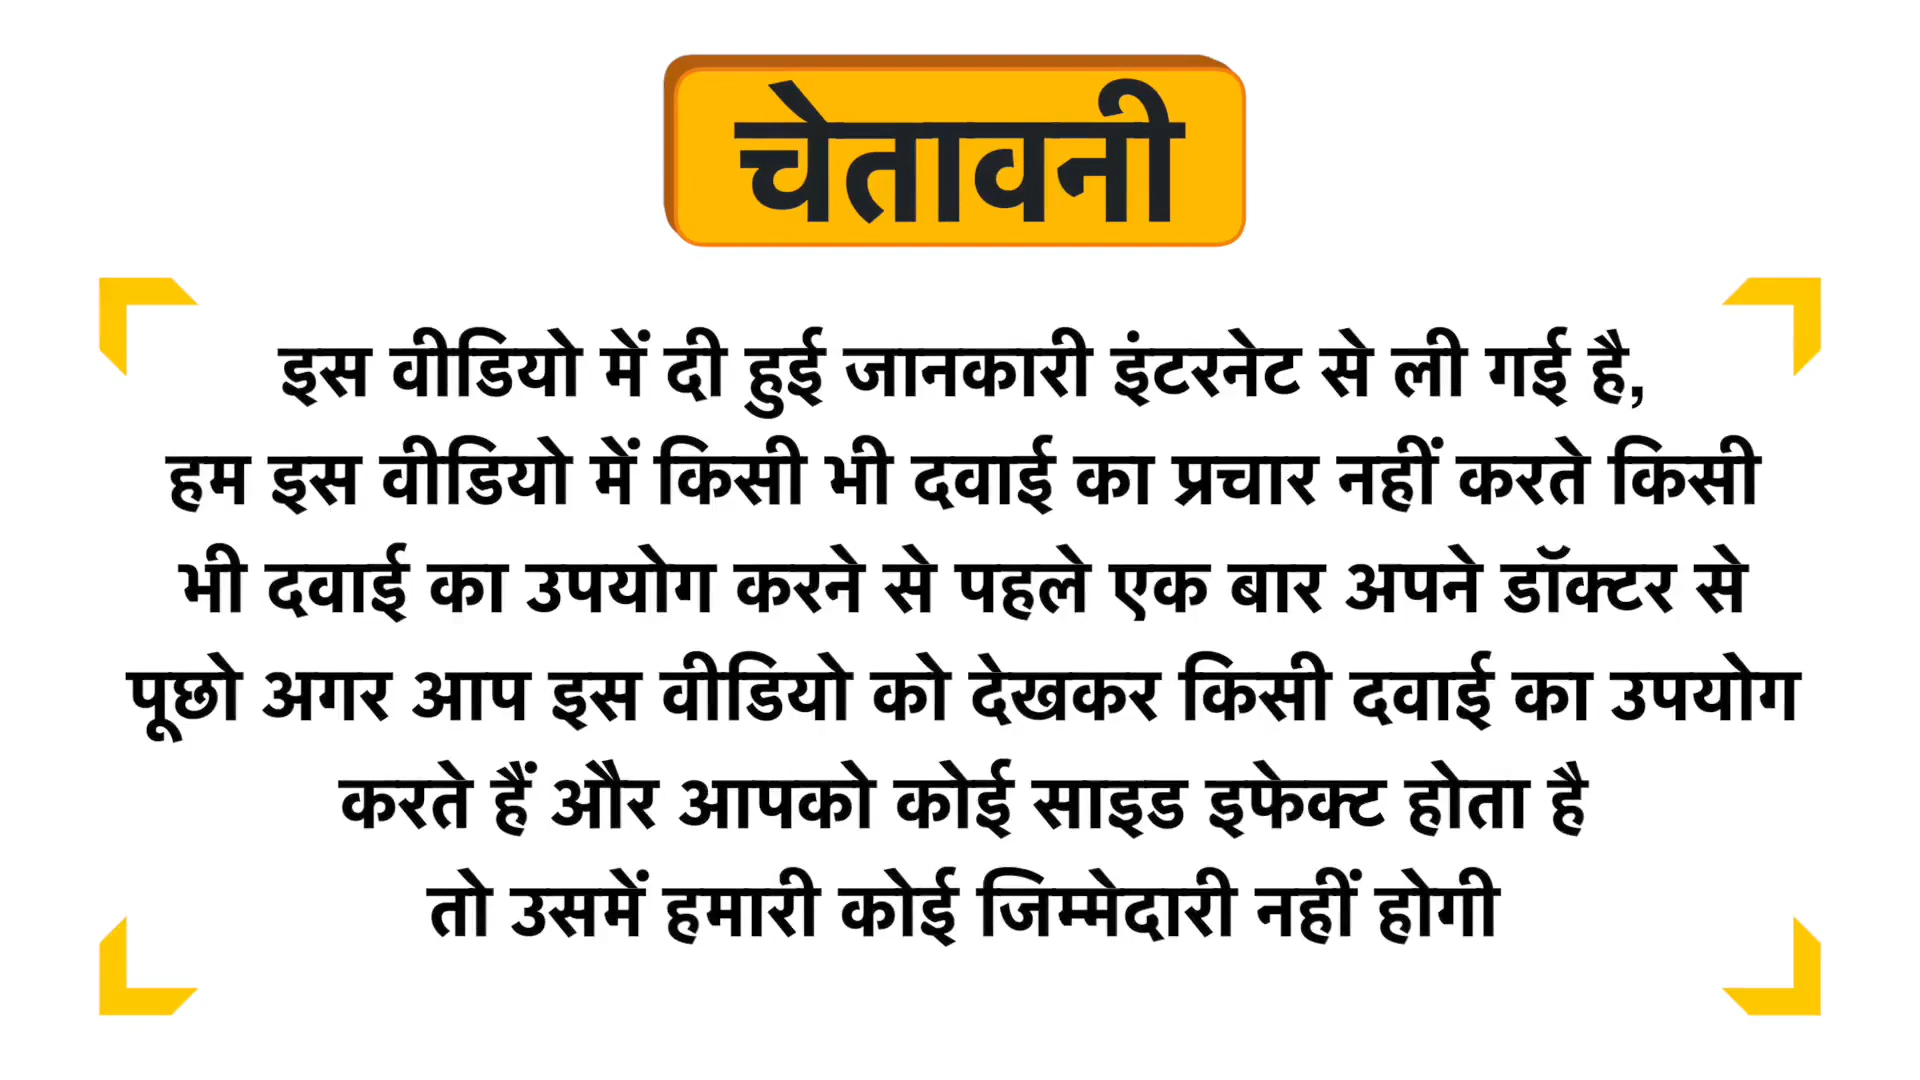 चेतावनी
इस वीडियो में दी हुई जानकारी इंटरनेट से ली गई है,
हम इस वीडियो में किसी भी दवाई का प्रचार नहीं करते किसी
भी दवाई का उपयोग करने से पहले एक बार अपने डॉक्टर से
पूछो अगर आप इस वीडियो को देखकर किसी दवाई का उपयोग
करते हैं और आपको कोई साइड इफेक्ट होता है
तो उसमें हमारी कोई जिम्मेदारी नहीं होगी